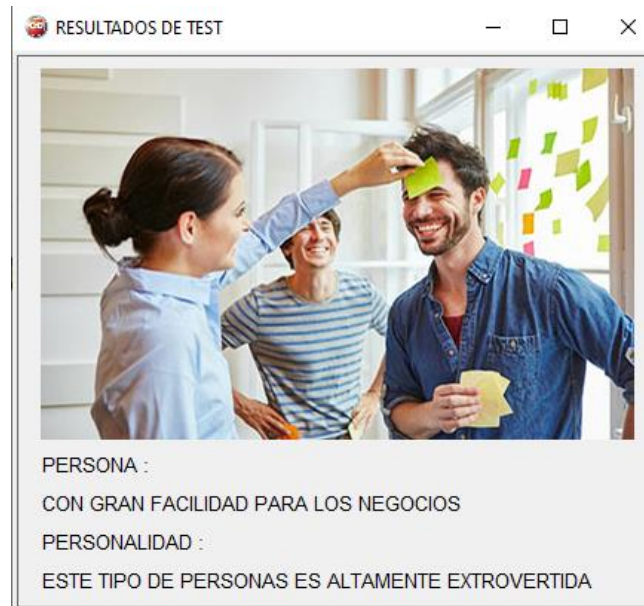 RESULTADOS DE TEST
PERSONA :
CON GRAN FACILIDAD PARA LOS NEGOCIOS
PERSONALIDAD :
ESTE TIPO DE PERSONAS ES ALTAMENTE EXTROVERTIDA